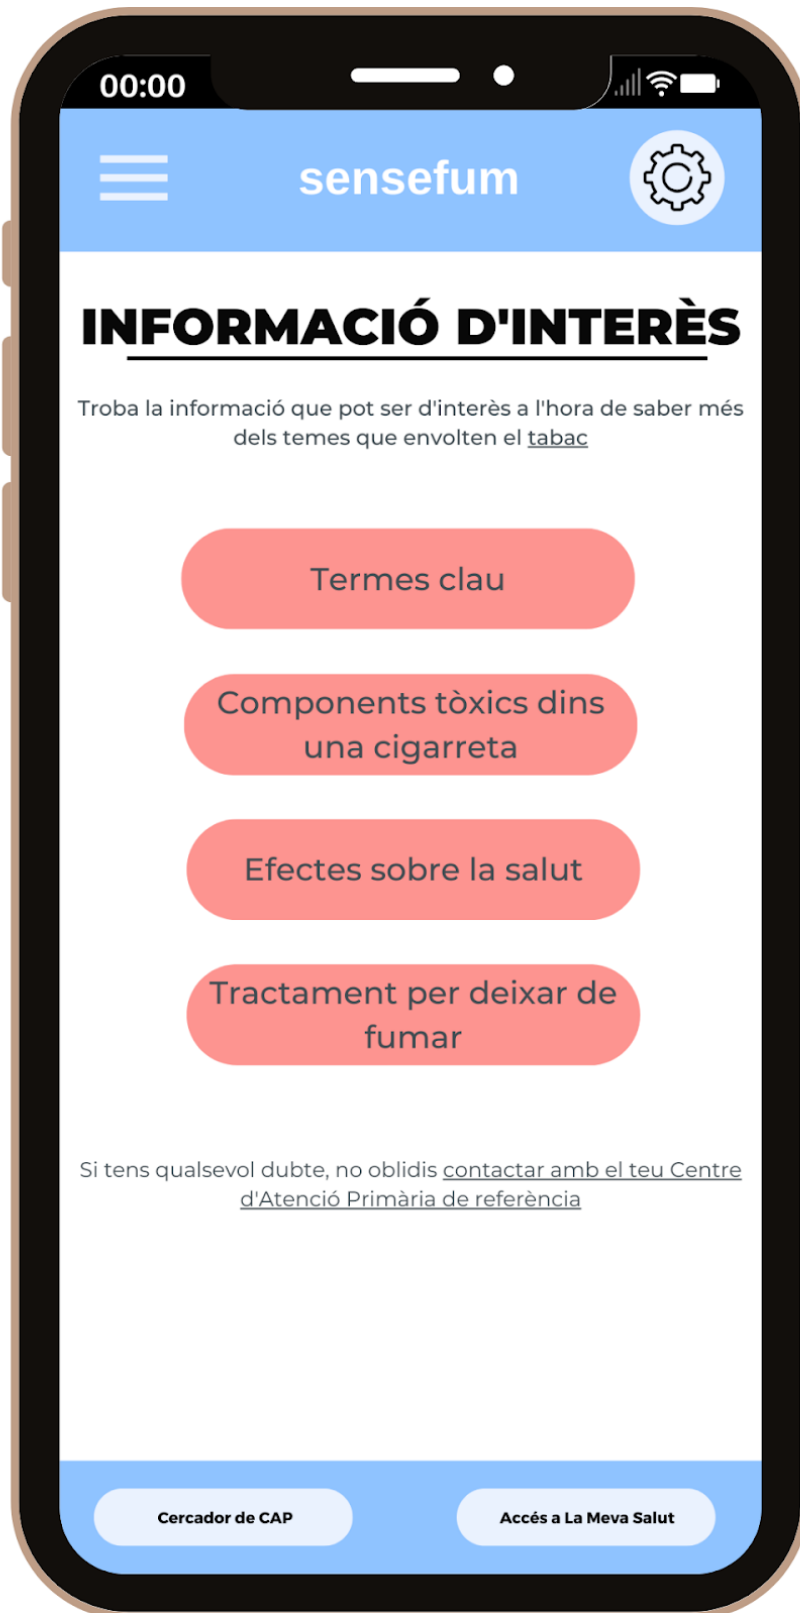 00:00
sensefum
INFORMACIÓ D'INTERÈS
Troba la informació que pot ser d'interès a l'hora de saber més
dels temes que envolten el tabac
Termes clau
Components tòxics dins
una cigarreta
Efectes sobre la salut
Tractament per deixar de
fumar
Si tens qualsevol dubte, no oblidis contactar amb el teu Centre
d'Atenció Primària de referència
Cercador de CAP
Accés a La Meva Salut